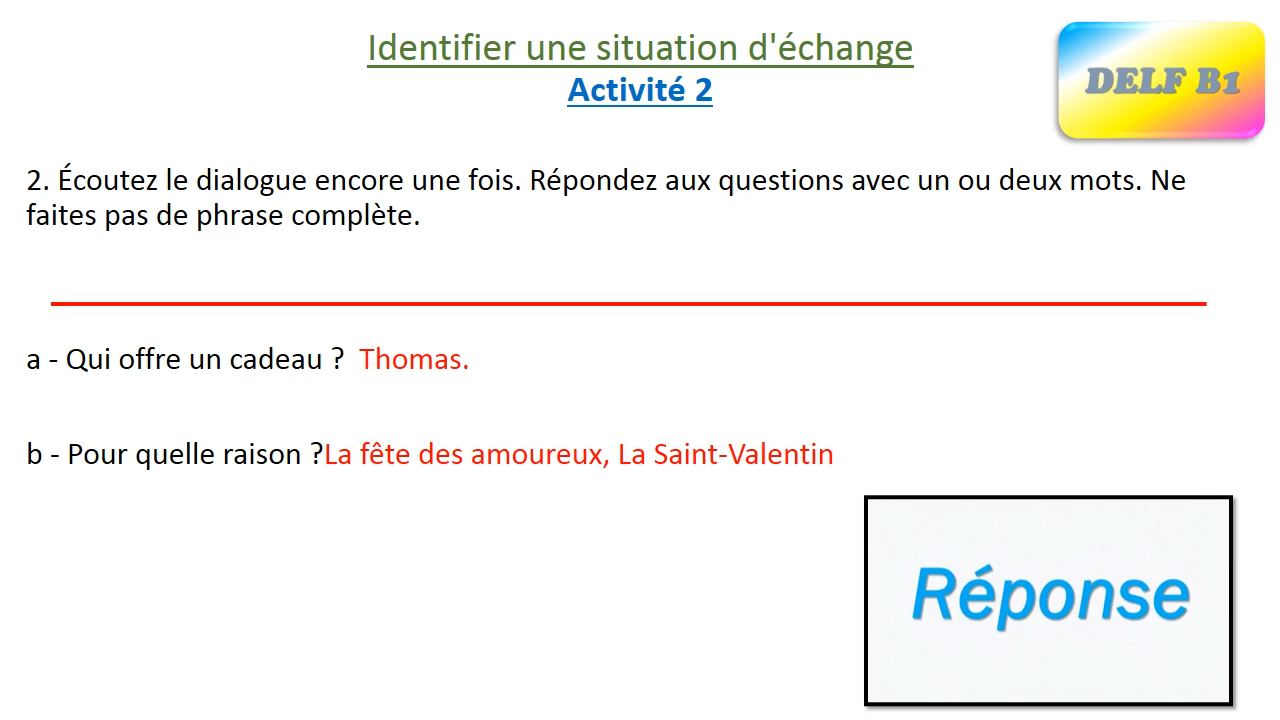 Identifier une situation d'échange
Activité 2
DELF B1
2. Écoutez le dialogue encore une fois. Répondez aux questions avec un ou deux mots. Ne
faites pas de phrase complète.
a - Qui offre un cadeau ? Thomas.
b - Pour quelle raison ?La fête des amoureux, La Saint-Valentin
Réponse